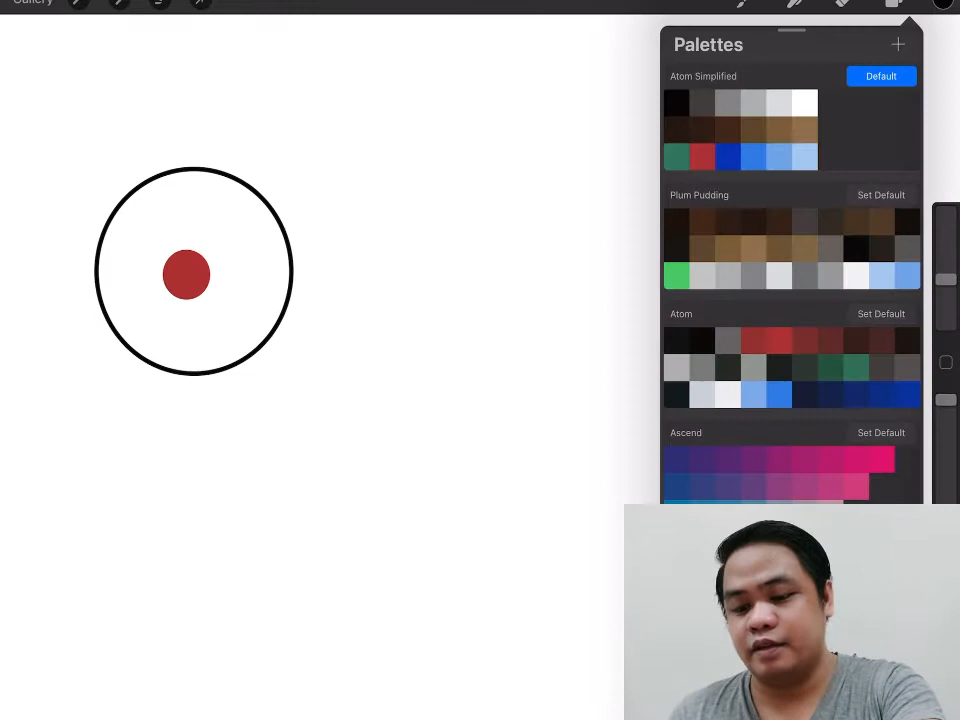 Gallery
Palettes
Atom Simplified
Default
Plum Pudding
Set Default
Atom
Set Default
Ascend
Set Default